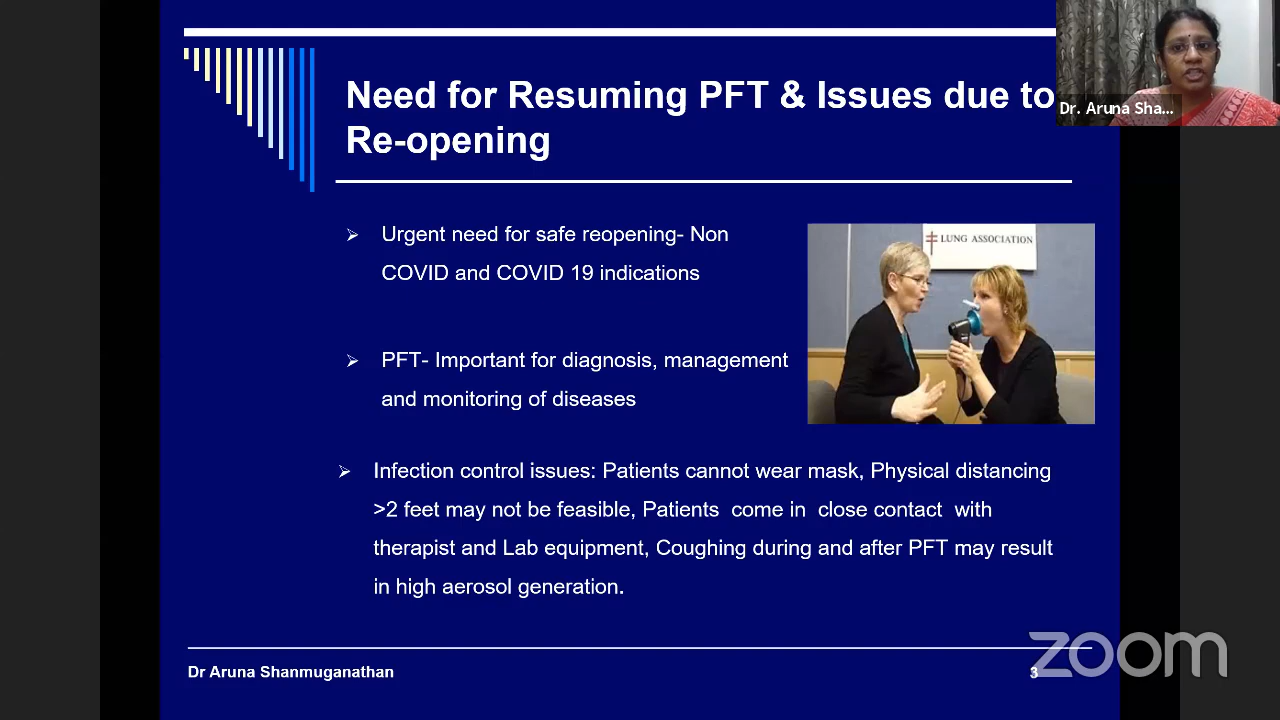 Need for Resuming PFT & Issues due to
Re-opening
Dr. Aruna Sha...
Urgent need for safe reopening- Non
COVID and COVID 19 indications
LUNG ASSOCIATION
PFT- Important for diagnosis, management
and monitoring of diseases
Infection control issues: Patients cannot wear mask, Physical distancing
>2 feet may not be feasible, Patients come in close contact with
therapist and Lab equipment, Coughing during and after PFT may result
in high aerosol generation.
Dr Aruna Shanmuganathan
3
zoom